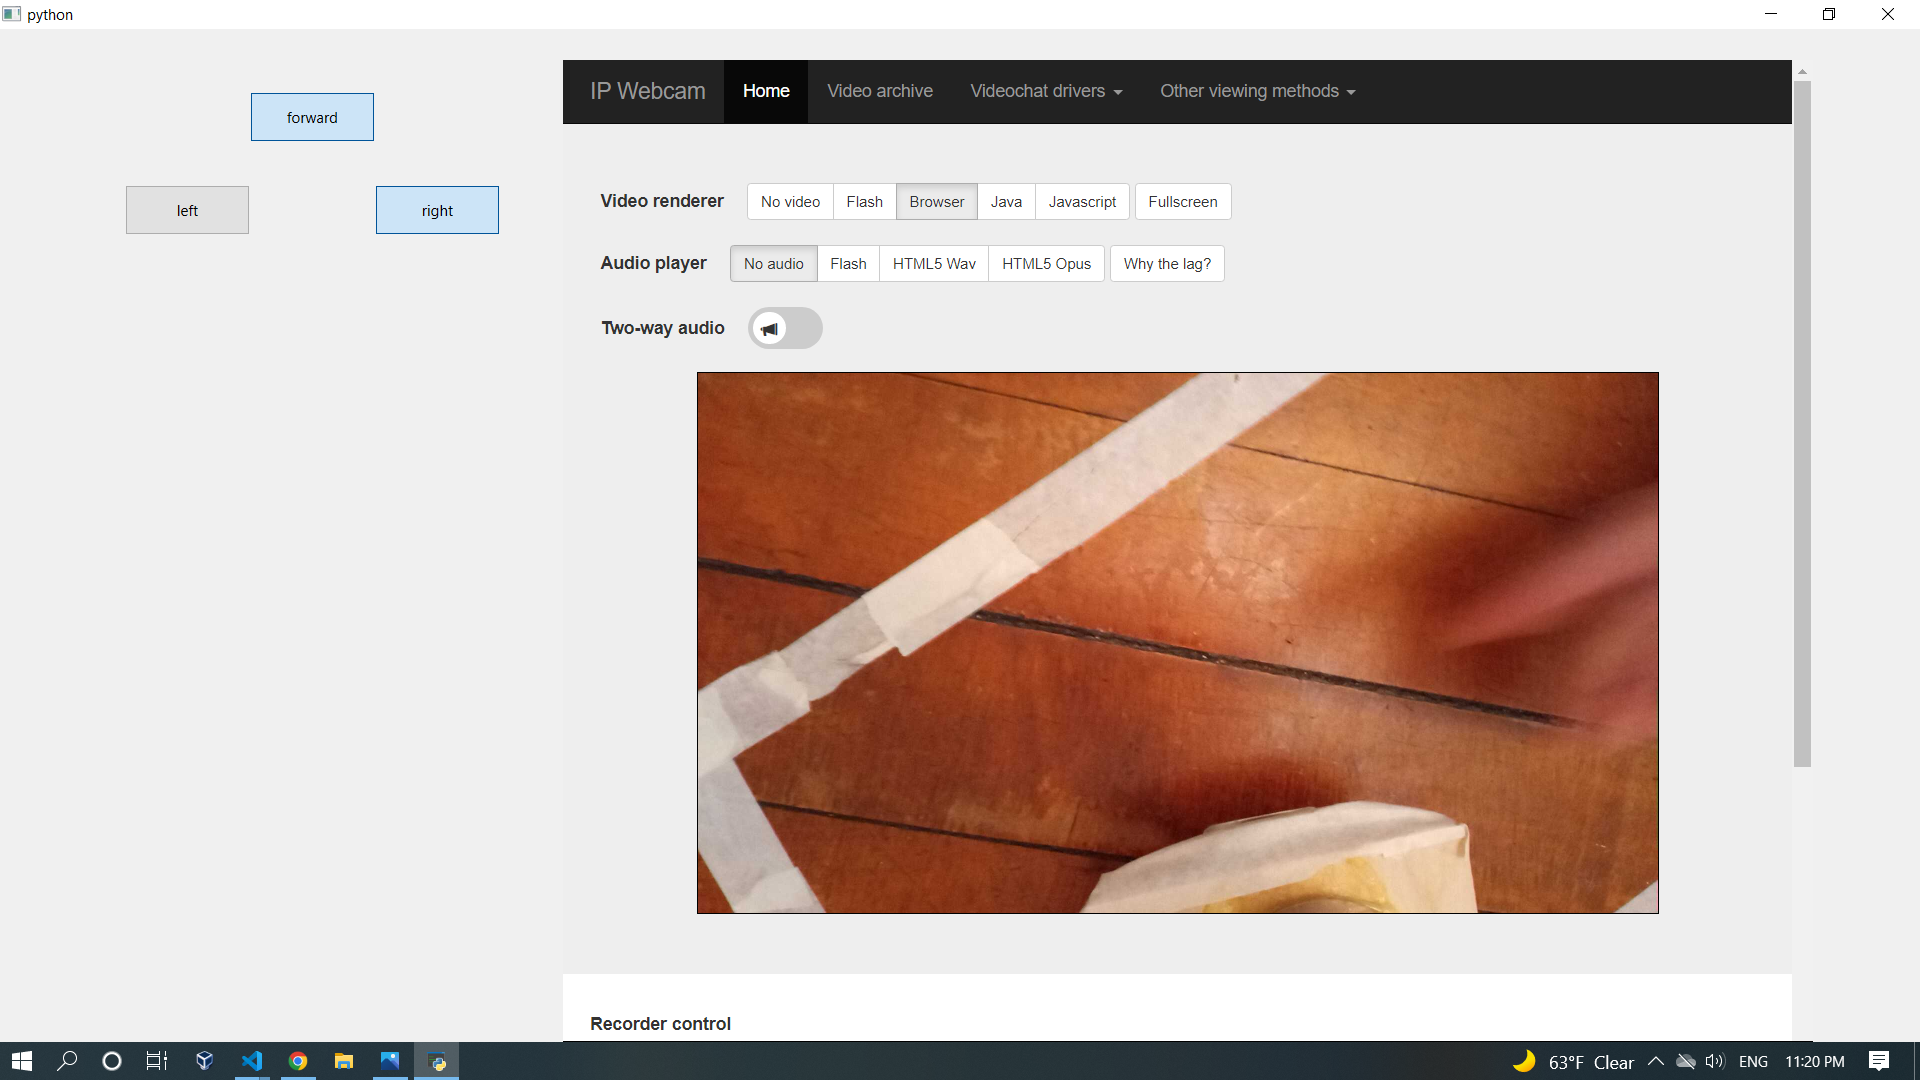 python
forward
left
right
IP Webcam Home Video archive Videochat drivers Other viewing methods
Video renderer No video Flash Browser Java Javascript Fullscreen
Audio player No audio Flash HTML5 Wav HTML5 Opus Why the lag?
Two-way audio
Recorder control
63°F Clear ENG 11:20 PM